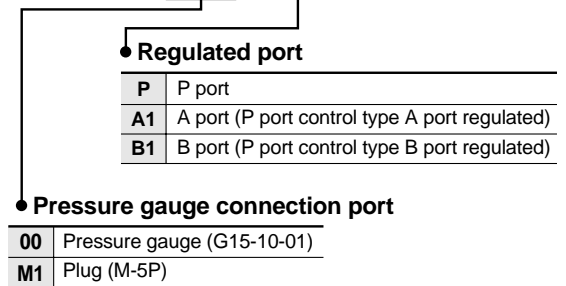 Regulated port
P P port
A1 A port (P port control type A port regulated)
B1 B port (P port control type B port regulated)
Pressure gauge connection port
00 Pressure gauge (G15-10-01)
M1 Plug (M-5P)